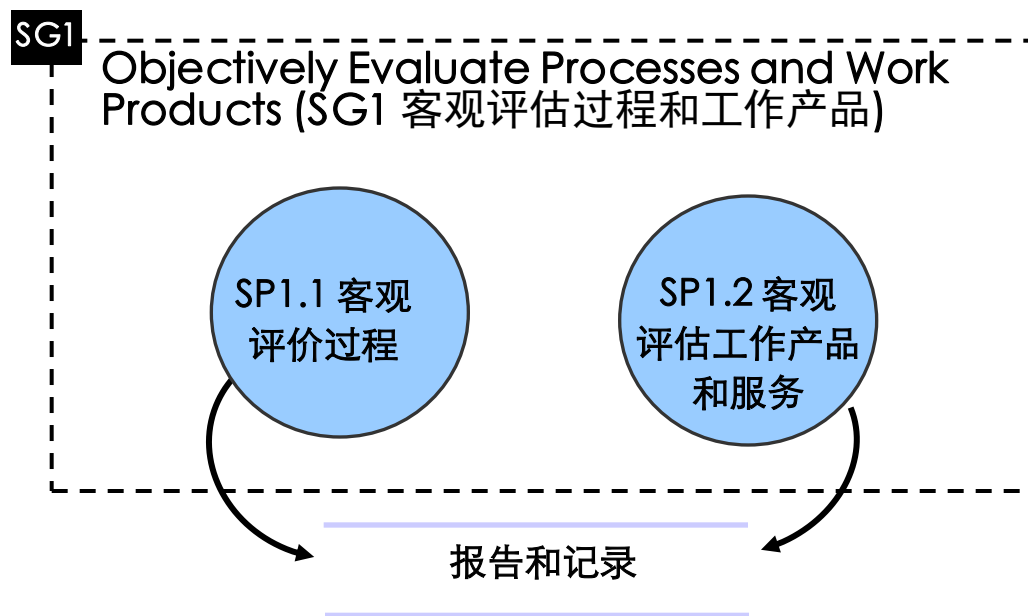 SG1
Objectively Evaluate Processes and Work
Products (SG1 客观评估过程和工作产品)
SP1.1 客观
评价过程
SP1.2 客观
评估工作产品
和服务
报告和记录